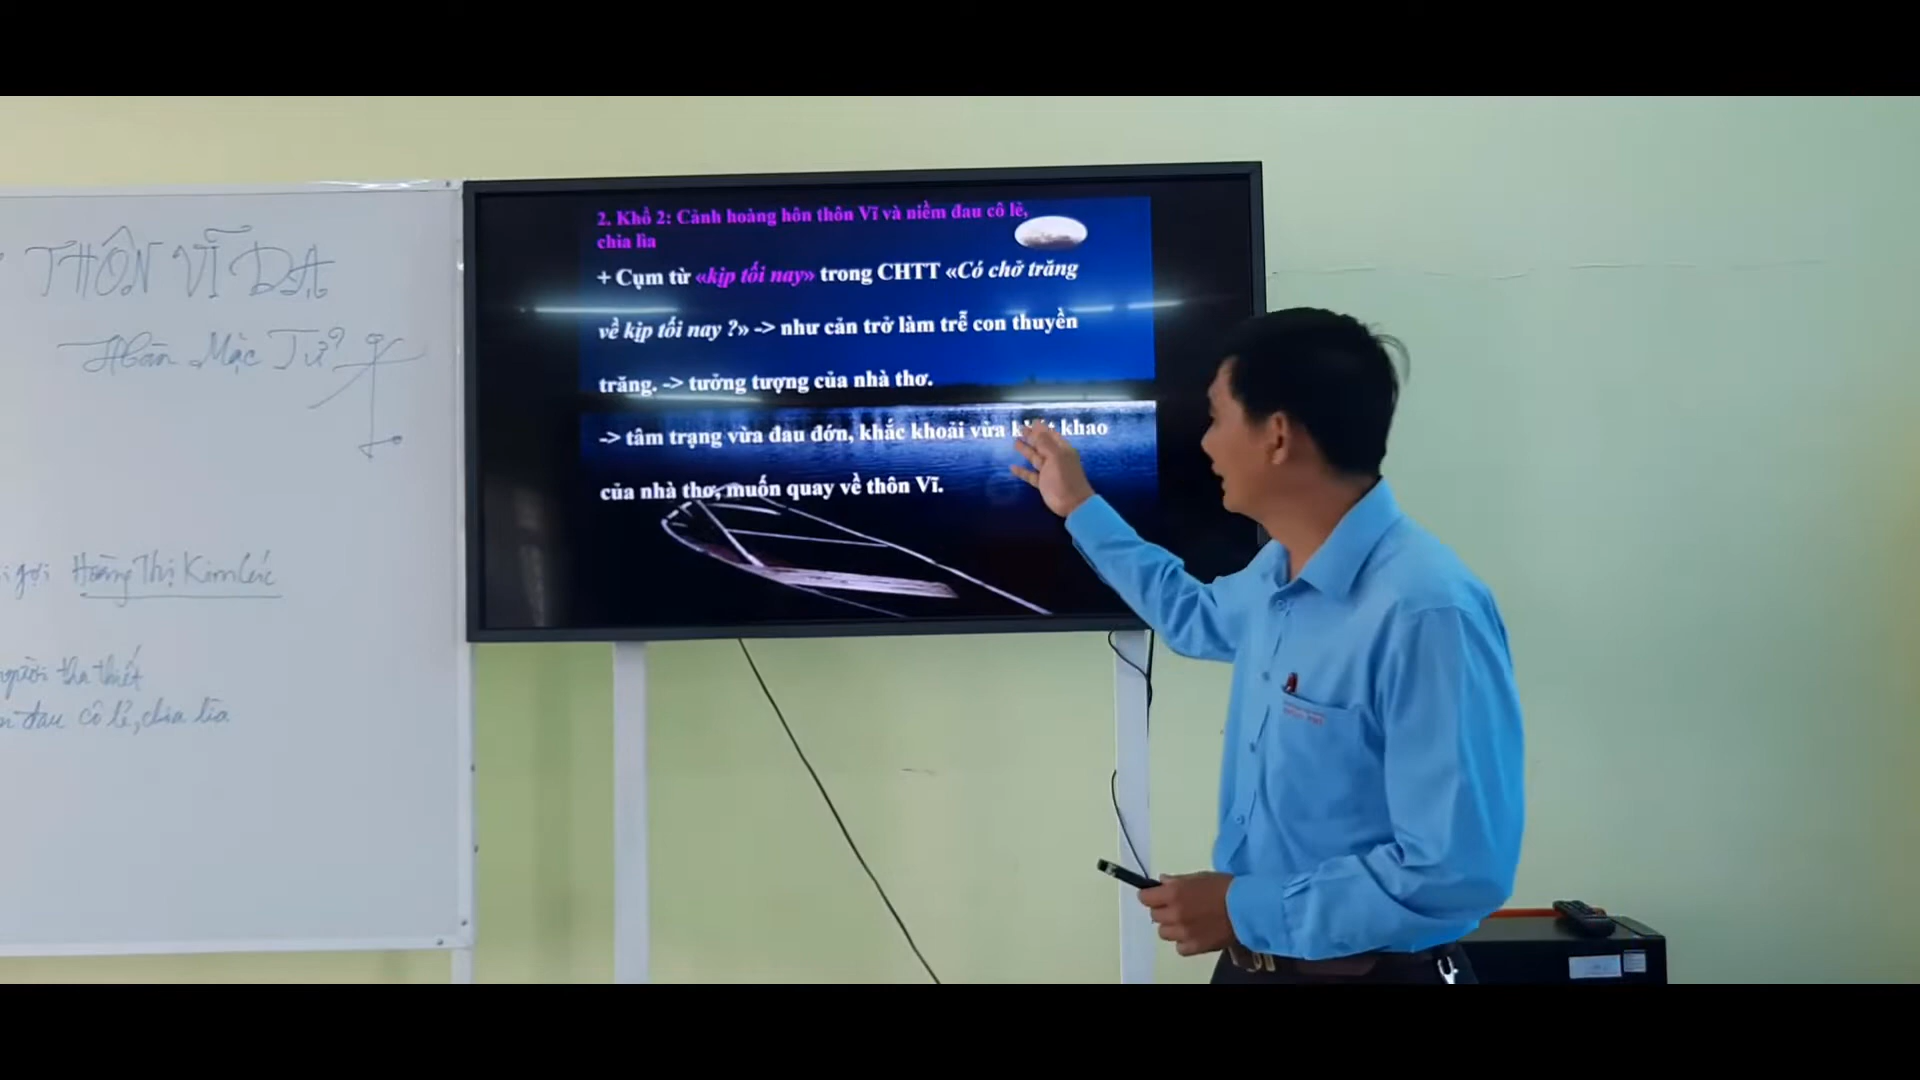 THÔN VĨ DẠ
Hàn Mặc Tử
gợi Hoàng Thị Kim Cúc
người tha thiết
đau cô lẻ, chia lìa
2. Khổ 2: Cảnh hoàng hôn thôn Vĩ và niềm đau cô lẻ,
chia lìa
+ Cụm từ «kịp tối nay» trong CHTT «Có chở trăng
về kịp tối nay ?» -> như cản trở làm trễ con thuyền
trăng. -> tưởng tượng của nhà thơ.
-> tâm trạng vừa đau đớn, khắc khoải vừa khao
của nhà thơ, muốn quay về thôn Vĩ.